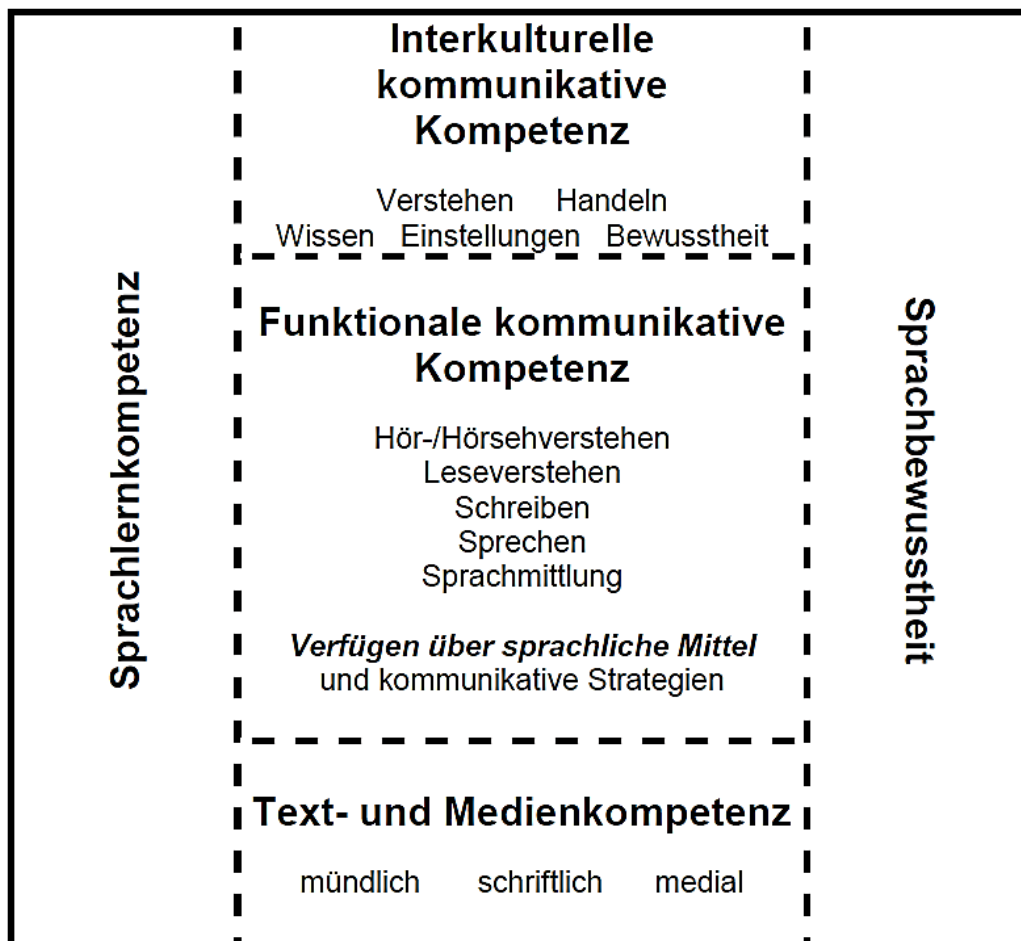 Interkulturelle
kommunikative
Kompetenz
Verstehen Handeln
Wissen Einstellungen Bewusstheit
Sprachlernkompetenz
Funktionale kommunikative
Kompetenz
Hör-/Hörsehverstehen
Leseverstehen
Schreiben
Sprechen
Sprachmittlung
Verfügen über sprachliche Mittel
und kommunikative Strategien
Sprachbewusstheit
Text- und Medienkompetenz
mündlich schriftlich medial